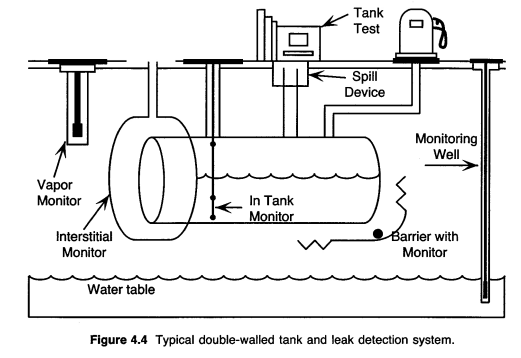 Tank
Test
Spill
Device
Monitoring
Well
Vapor
Monitor
In Tank
Monitor
Interstitial
Monitor
Barrier with
Monitor
Water table
Figure 4.4 Typical double-walled tank and leak detection system.